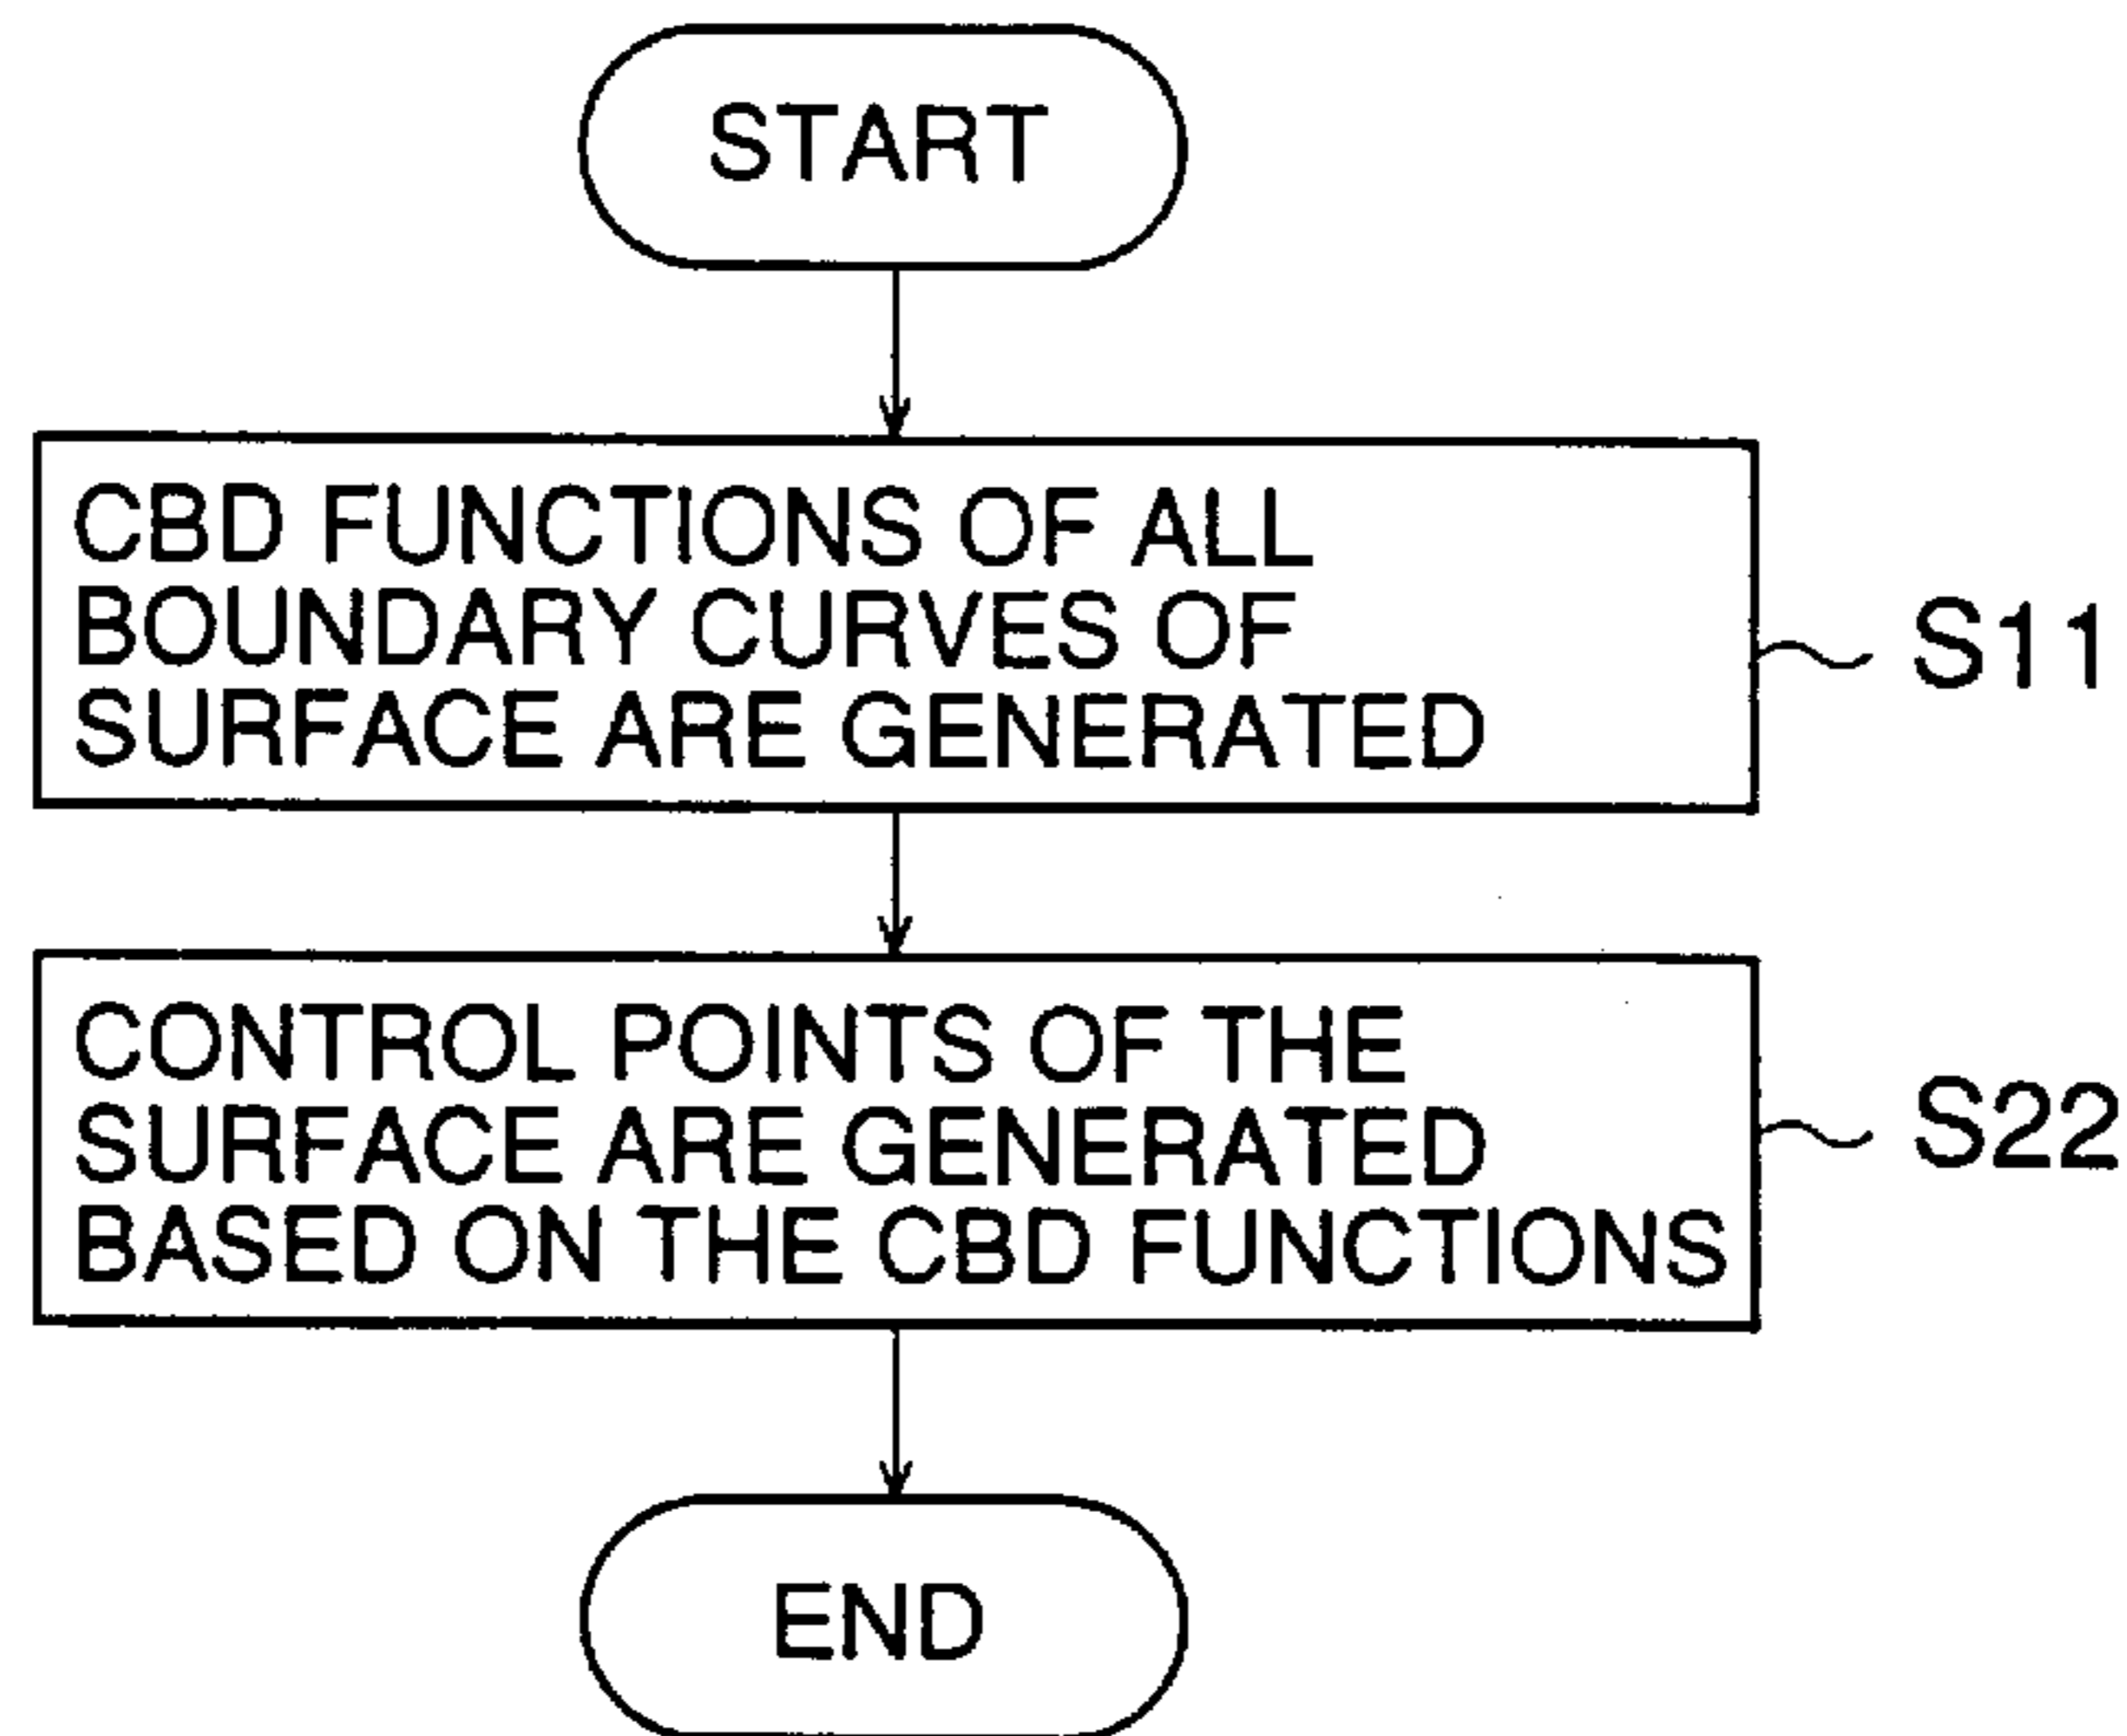 START
CBD FUNCTIONS OF ALL
BOUNDARY CURVES OF
SURFACE ARE GENERATED
S11
CONTROL POINTS OF THE
SURFACE ARE GENERATED
BASED ON THE CBD FUNCTIONS
S22
END